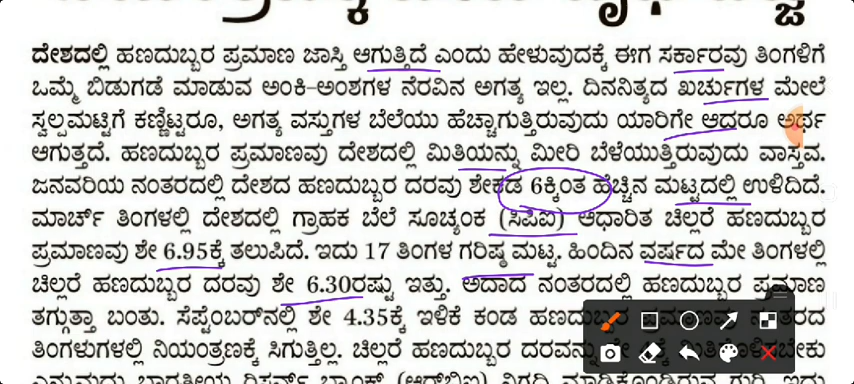 ದೇಶದಲ್ಲಿ ಹಣದುಬ್ಬರ ಪ್ರಮಾಣ ಜಾಸ್ತಿ ಆಗುತ್ತಿದೆ ಎಂದು ಹೇಳುವುದಕ್ಕೆ ಈಗ ಸರ್ಕಾರವು ತಿಂಗಳಿಗೆ
ಒಮ್ಮೆ ಬಿಡುಗಡೆ ಮಾಡುವ ಅಂಕಿ-ಅಂಶಗಳ ನೆರವಿನ ಅಗತ್ಯ ಇಲ್ಲ. ದಿನನಿತ್ಯದ ಖರ್ಚುಗಳ ಮೇಲೆ
ಸ್ವಲ್ಪಮಟ್ಟಿಗೆ ಕಣ್ಣಿಟ್ಟರೂ, ಅಗತ್ಯ ವಸ್ತುಗಳ ಬೆಲೆಯು ಹೆಚ್ಚಾಗುತ್ತಿರುವುದು ಯಾರಿಗೇ ಆದರೂ ಅರ್ಥ
ಆಗುತ್ತದೆ. ಹಣದುಬ್ಬರ ಪ್ರಮಾಣವು ದೇಶದಲ್ಲಿ ಮಿತಿಯನ್ನು ಮೀರಿ ಬೆಳೆಯುತ್ತಿರುವುದು ವಾಸ್ತವ.
ಜನವರಿಯ ನಂತರದಲ್ಲಿ ದೇಶದ ಹಣದುಬ್ಬರ ದರವು ಶೇಕಡ 6ಕ್ಕಿಂತ ಹೆಚ್ಚಿನ ಮಟ್ಟದಲ್ಲಿ ಉಳಿದಿದೆ.
ಮಾರ್ಚ್ ತಿಂಗಳಲ್ಲಿ ದೇಶದಲ್ಲಿ ಗ್ರಾಹಕ ಬೆಲೆ ಸೂಚ್ಯಂಕ (ಸಿಪಿಐ) ಆಧಾರಿತ ಚಿಲ್ಲರೆ ಹಣದುಬ್ಬರ
ಪ್ರಮಾಣವು ಶೇ 6.95ಕ್ಕೆ ತಲುಪಿದೆ. ಇದು 17 ತಿಂಗಳ ಗರಿಷ್ಠ ಮಟ್ಟ. ಹಿಂದಿನ ವರ್ಷದ ಮೇ ತಿಂಗಳಲ್ಲಿ
ಚಿಲ್ಲರೆ ಹಣದುಬ್ಬರ ದರವು ಶೇ 6.30ರಷ್ಟು ಇತ್ತು. ಅದಾದ ನಂತರದಲ್ಲಿ ಹಣದುಬ್ಬರ ಪ್ರಮಾಣ
ತಗ್ಗುತ್ತಾ ಬಂತು. ಸೆಪ್ಟೆಂಬರ್‌ನಲ್ಲಿ ಶೇ 4.35ಕ್ಕೆ ಇಳಿಕೆ ಕಂಡ
ತಿಂಗಳುಗಳಲ್ಲಿ ನಿಯಂತ್ರಣಕ್ಕೆ ಸಿಗುತ್ತಿಲ್ಲ. ಚಿಲ್ಲರೆ ಹಣದುಬ್ಬರ